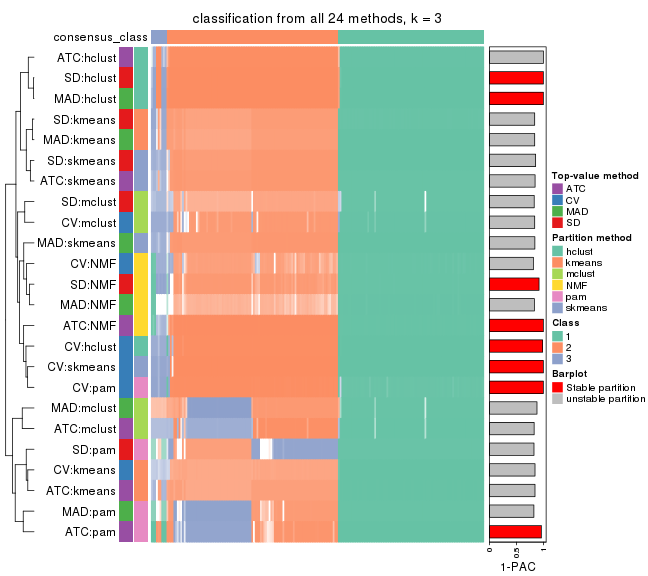 classification from all 24 methods, k = 3
consensus_class
ATC:hclust
SD:hclust
MAD:hclust
SD:kmeans
MAD:kmeans
SD:skmeans
ATC:skmeans
SD:mclust
CV:mclust
MAD:skmeans
CV:NMF
SD:NMF
MAD:NMF
ATC:NMF
CV:hclust
CV:skmeans
CV:pam
MAD:mclust
ATC:mclust
SD:pam
CV:kmeans
ATC:kmeans
MAD:pam
ATC:pam
0
0.5
1
1-PAC
Top-value method
ATC
CV
MAD
SD
Partition method
hclust
kmeans
mclust
NMF
pam
skmeans
Class
1
2
3
Barplot
Stable partition
unstable partition